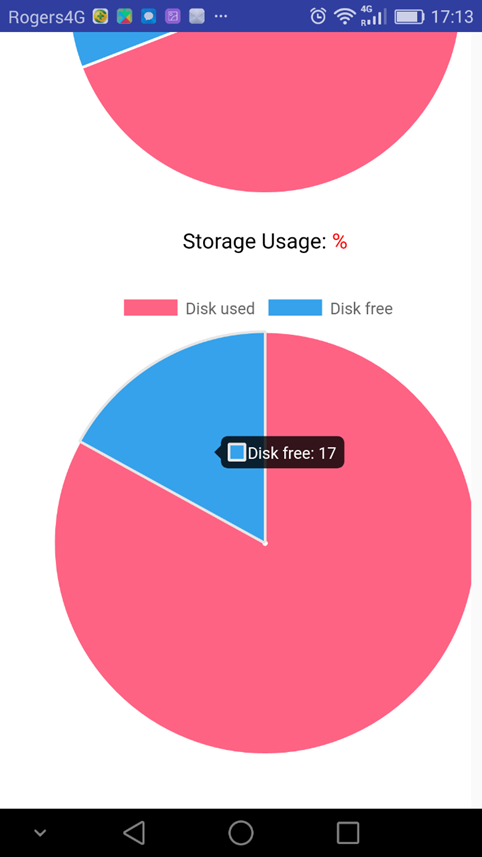 Rogers4G 4G R 17:13
Storage Usage: %
Disk used Disk free
Disk free: 17